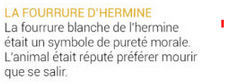 LA FOURRURE D'HERMINE
La fourrure blanche de l'hermine
était un symbole de pureté morale.
L'animal était réputé préférer mourir
que se salir.